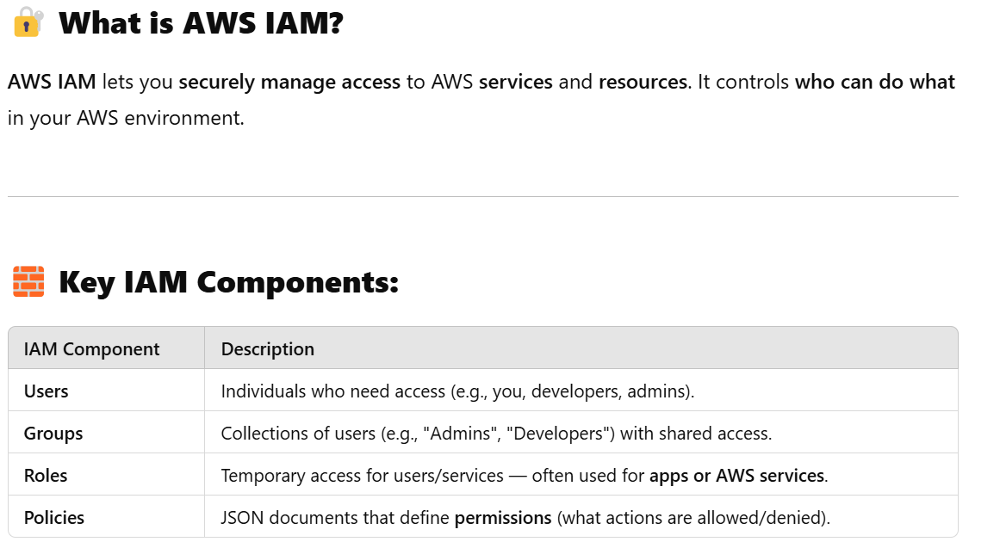 What is AWS IAM?
AWS IAM lets you securely manage access to AWS services and resources. It controls who can do what
in your AWS environment.
Key IAM Components:
IAM Component Description
Users Individuals who need access (e.g., you, developers, admins).
Groups Collections of users (e.g., "Admins", "Developers") with shared access.
Roles Temporary access for users/services — often used for apps or AWS services.
Policies JSON documents that define permissions (what actions are allowed/denied).